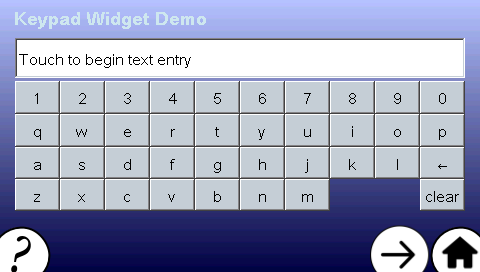 Keypad Widget Demo
Touch to begin text entry
1 2 3 4 5 6 7 8 9 0
q w e r t y u i o p
a s d f g h j k l ←
z x c v b n m clear
?